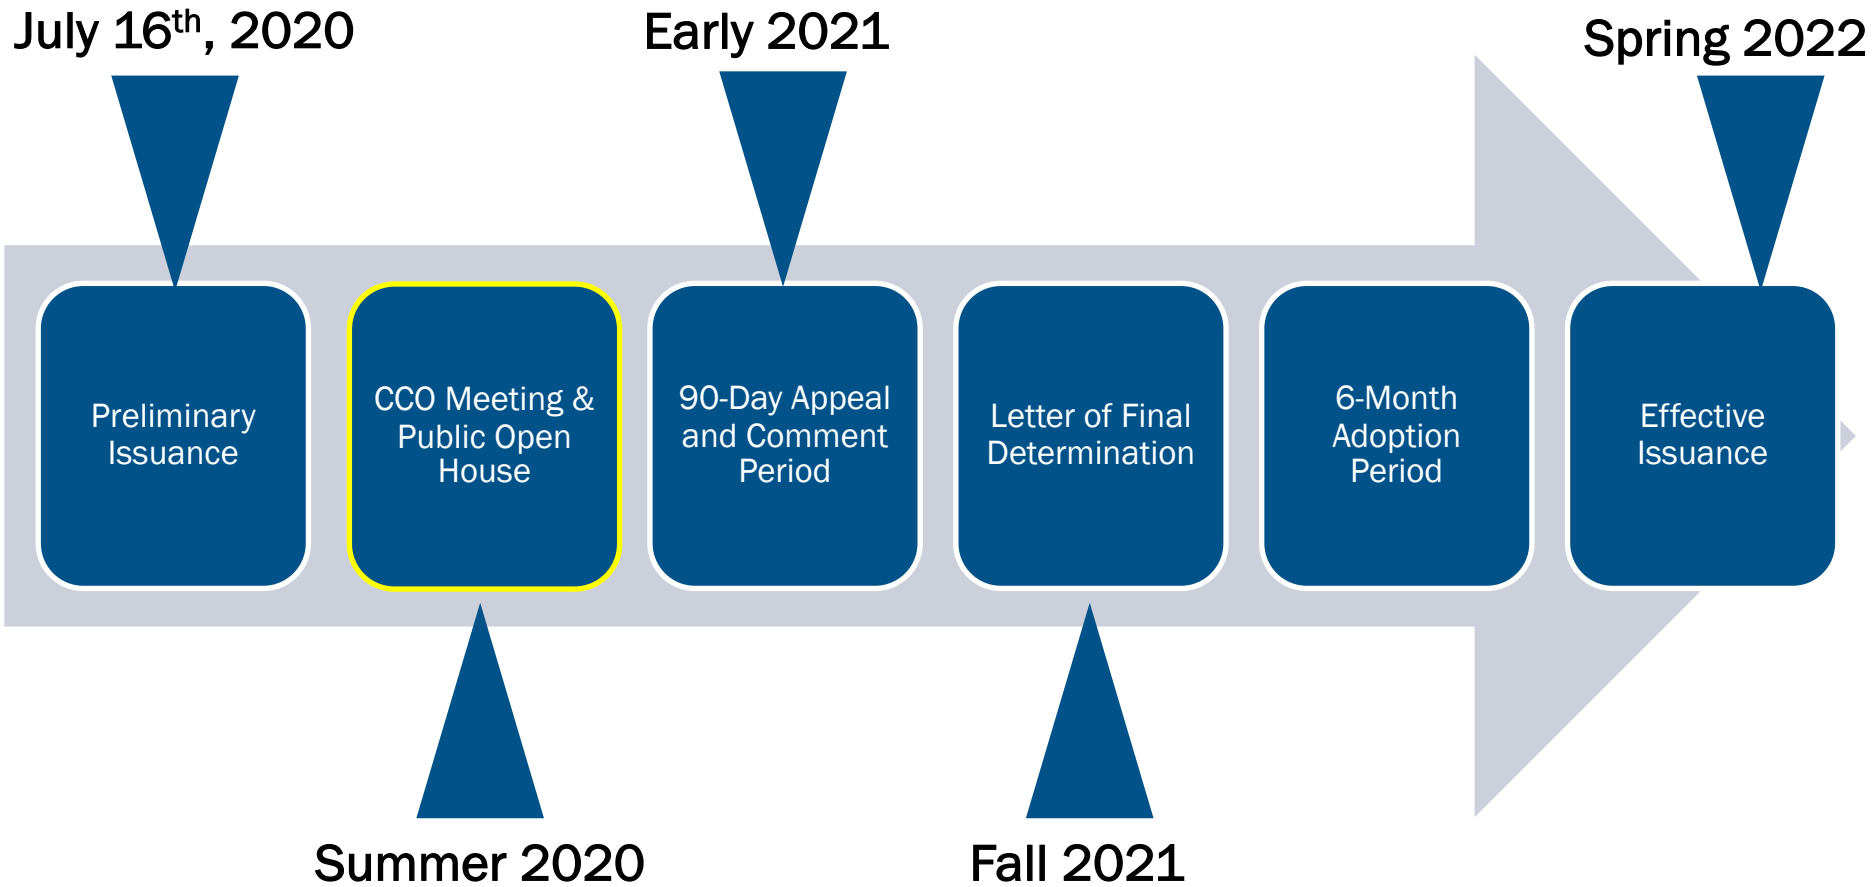 July 16th, 2020
Early 2021
Spring 2022
Preliminary
Issuance
CCO Meeting &
Public Open
House
90-Day Appeal
and Comment
Period
Letter of Final
Determination
6-Month
Adoption
Period
Effective
Issuance
Summer 2020
Fall 2021